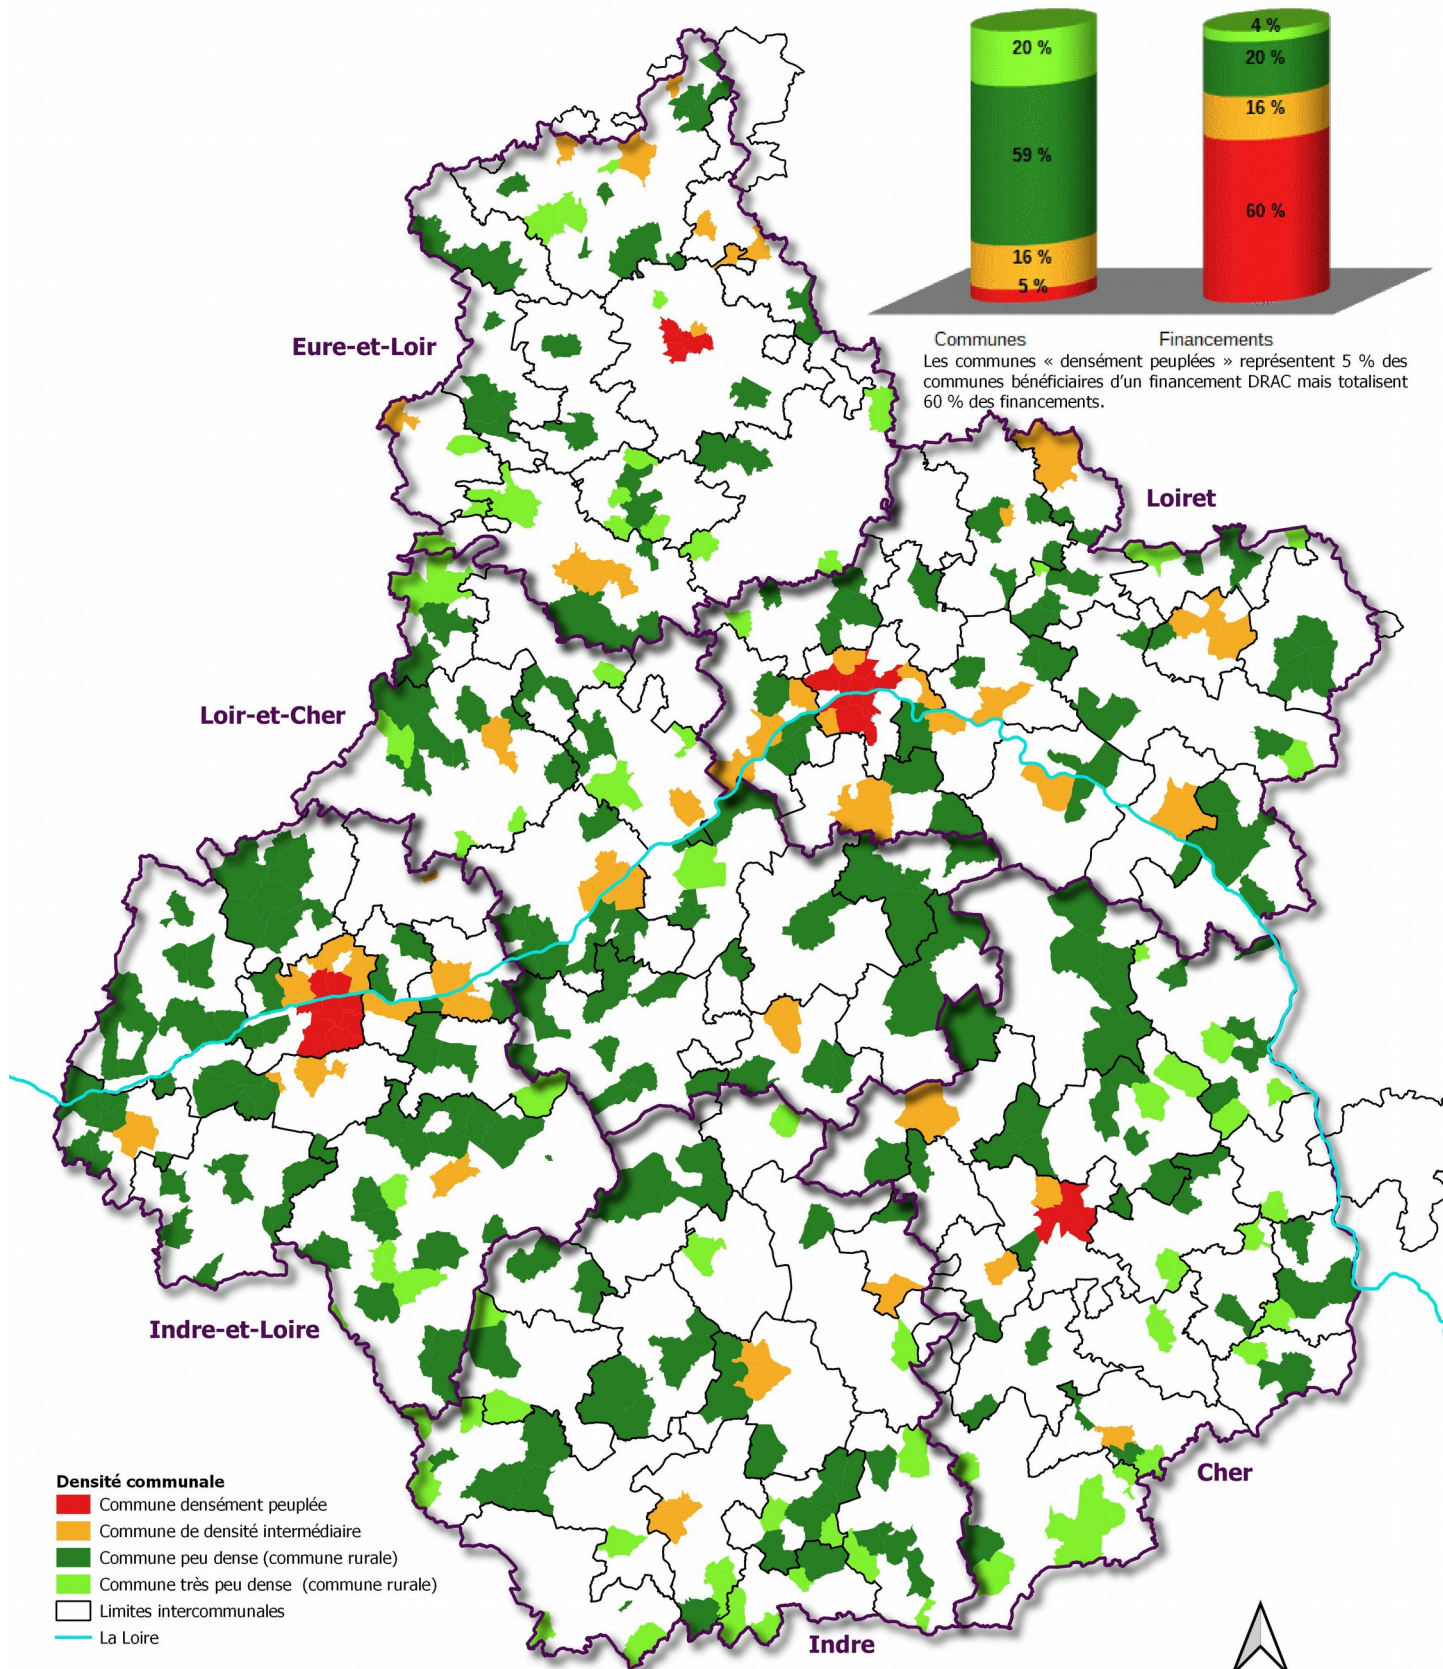 20 %
59 %
16 %
5 %
4 %
20 %
16 %
60 %
Communes
Financements
Les communes « densément peuplées » représentent 5 % des
communes bénéficiaires d'un financement DRAC mais totalisent
60 % des financements.
Eure-et-Loir
Loiret
Loir-et-Cher
Indre-et-Loire
Cher
Indre
Densité communale
Commune densément peuplée
Commune de densité intermédiaire
Commune peu dense (commune rurale)
Commune très peu dense (commune rurale)
Limites intercommunales
La Loire